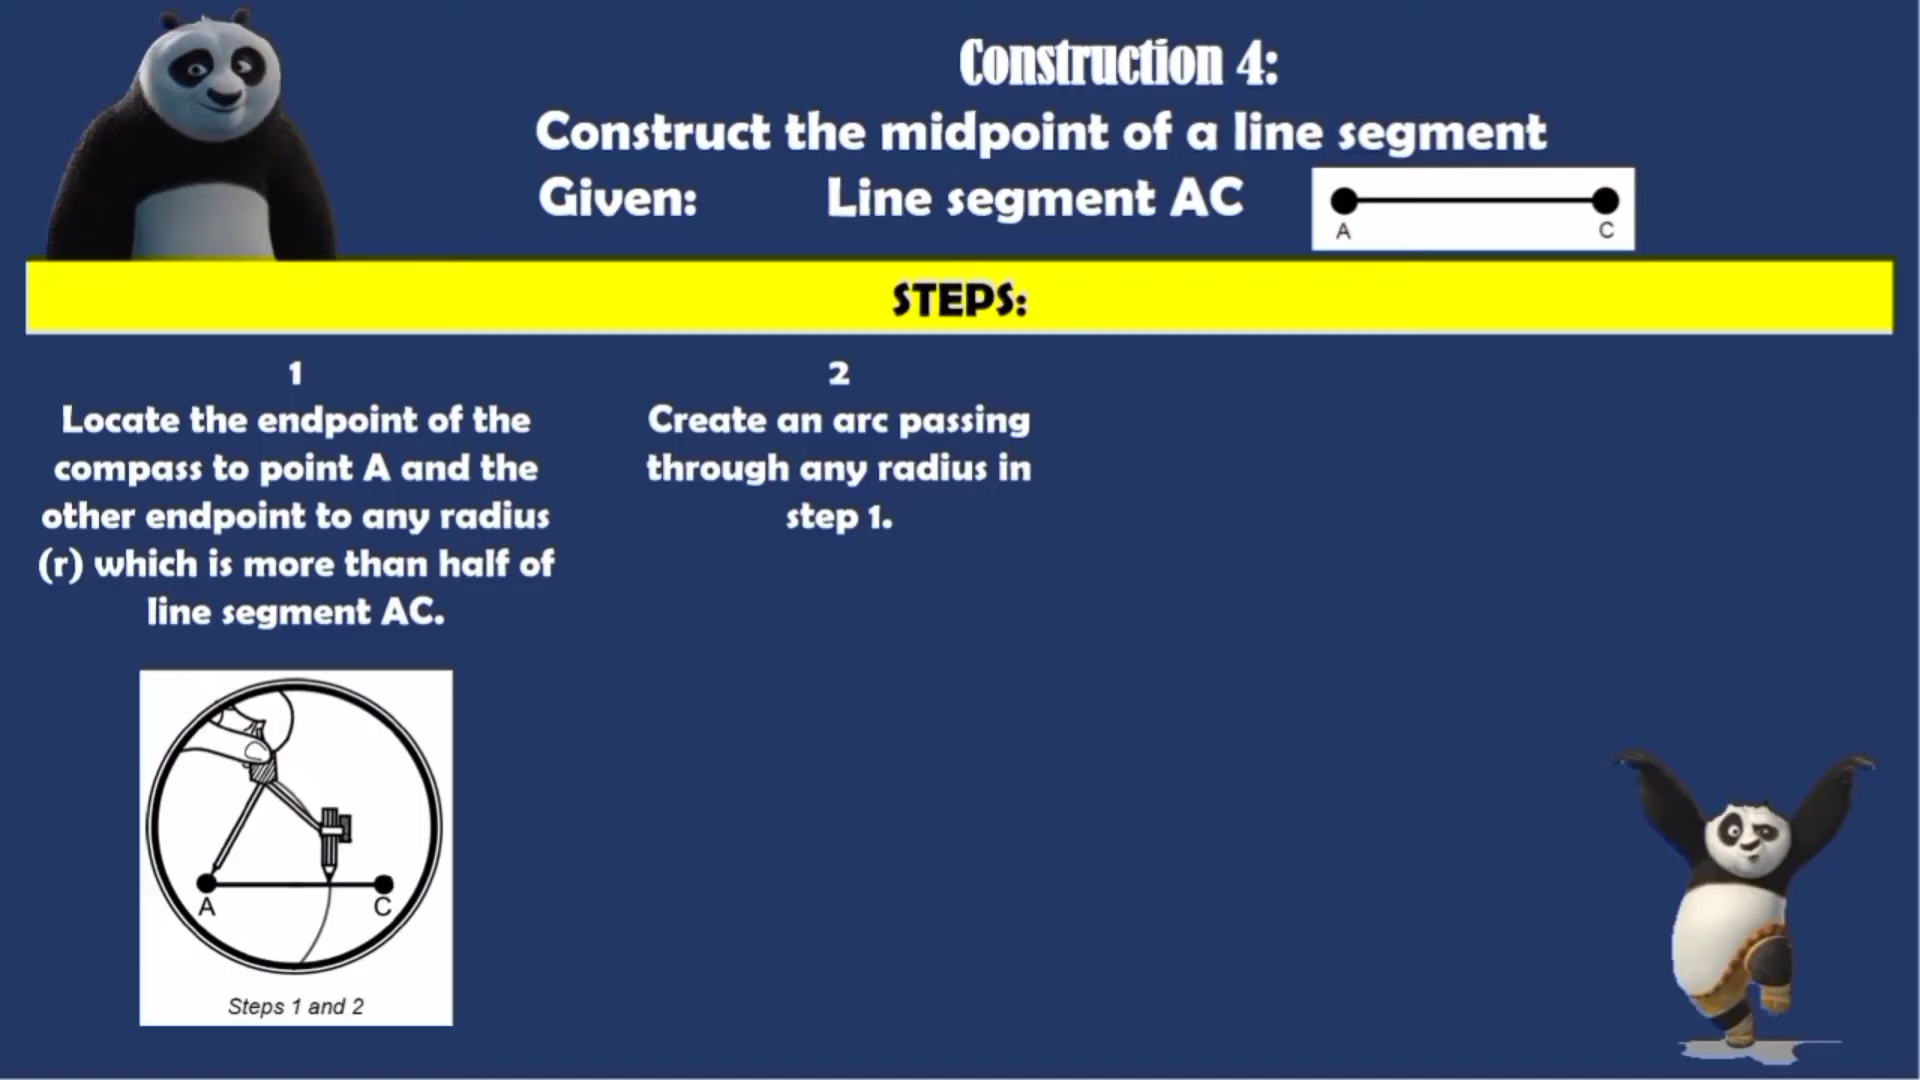 Construction 4:
Construct the midpoint of a line segment
Given: Line segment AC
A C
STEPS:
1
Locate the endpoint of the
compass to point A and the
other endpoint to any radius
(r) which is more than half of
line segment AC.
2
Create an arc passing
through any radius in
step 1.
A C
Steps 1 and 2